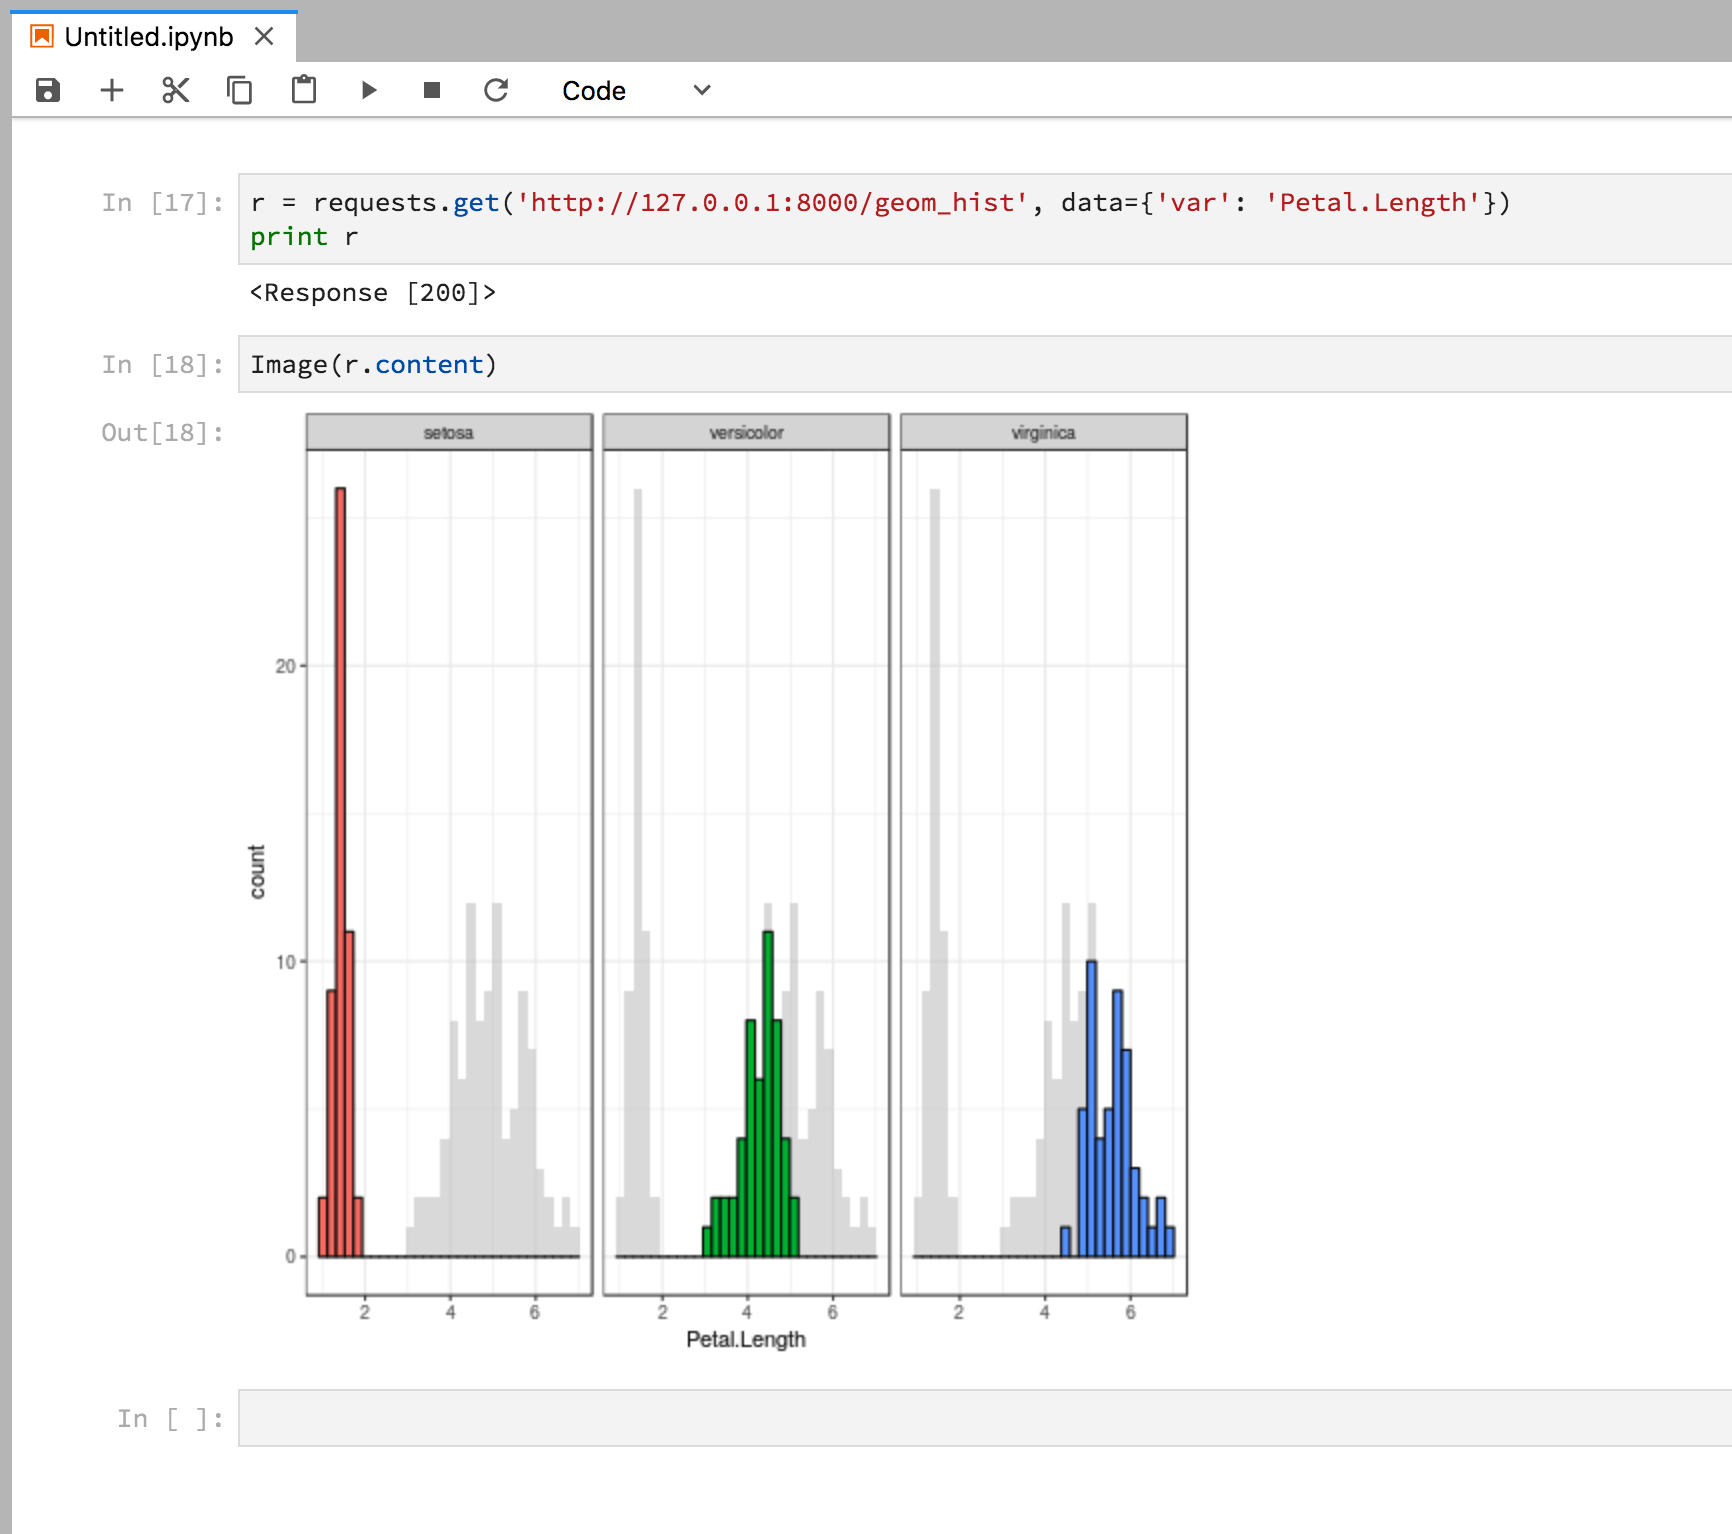 Untitled.ipynb
Code
In [17]:
r = requests.get('http://127.0.0.1:8000/geom_hist', data={'var': 'Petal.Length'})
print r
<Response [200]>
In [18]:
Image(r.content)
Out[18]:
setosa versicolor virginica
20
count
10
0
2 4 6 2 4 6 2 4 6
Petal.Length
In [ ]: